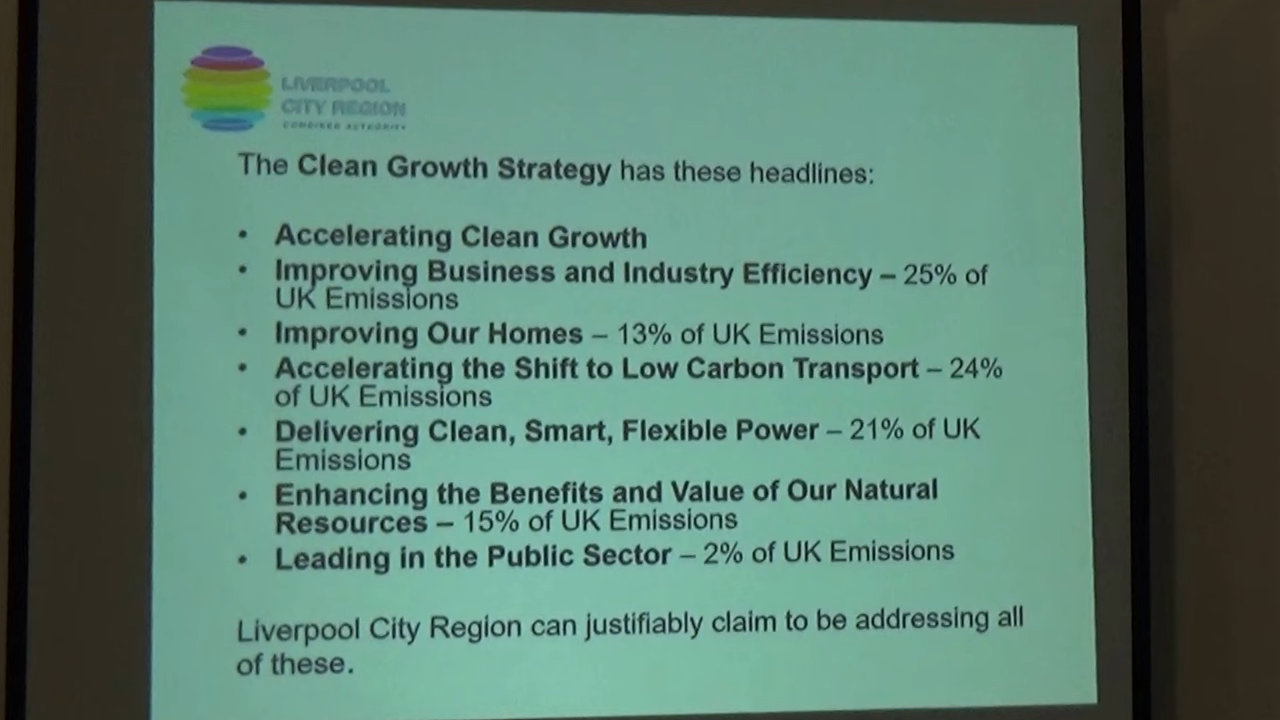 LIVERPOOL
CITY REGION
COMBINED AUTHORITY
The Clean Growth Strategy has these headlines:
• Accelerating Clean Growth
• Improving Business and Industry Efficiency – 25% of
UK Emissions
• Improving Our Homes – 13% of UK Emissions
• Accelerating the Shift to Low Carbon Transport – 24%
of UK Emissions
• Delivering Clean, Smart, Flexible Power – 21% of UK
Emissions
• Enhancing the Benefits and Value of Our Natural
Resources – 15% of UK Emissions
• Leading in the Public Sector – 2% of UK Emissions
Liverpool City Region can justifiably claim to be addressing all
of these.